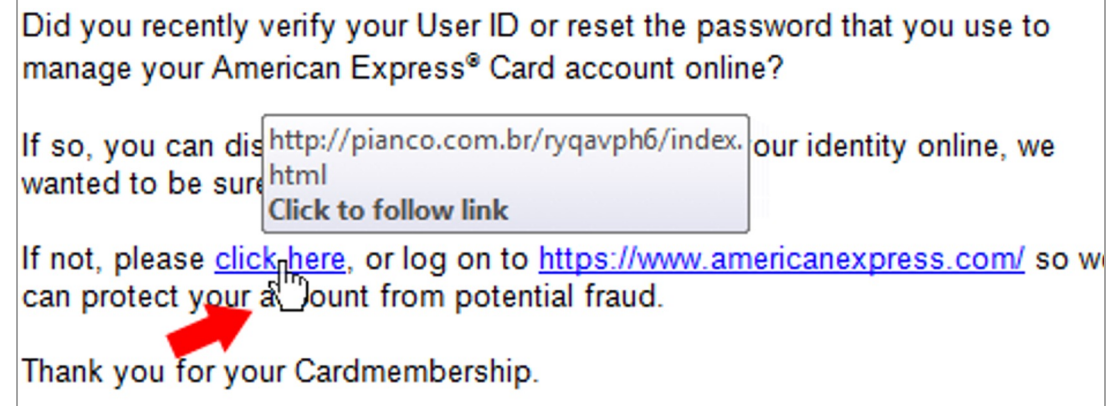 Did you recently verify your User ID or reset the password that you use to
manage your American Express® Card account online?
If so, you can dis our identity online, we
wanted to be sure
http://pianco.com.br/ryqavph6/index.
html
Click to follow link
If not, please click here, or log on to https://www.americanexpress.com/ so w
can protect your account from potential fraud.
Thank you for your Cardmembership.